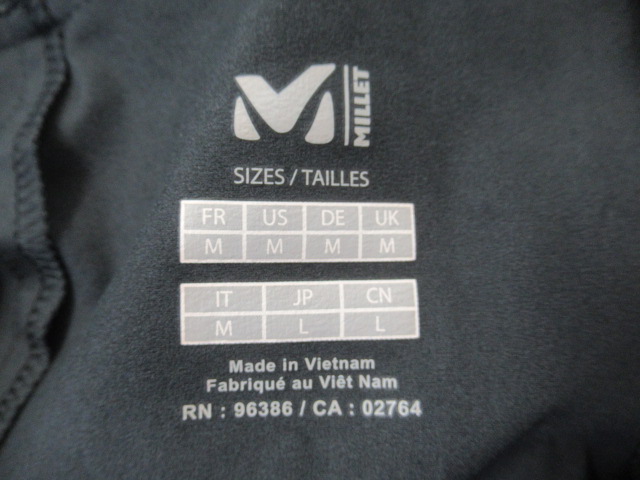 MILLET
SIZES / TAILLES
FR US DE UK
M M M M
IT JP CN
M L L
Made in Vietnam
Fabriqué au Viêt Nam
RN : 96386 / CA : 02764